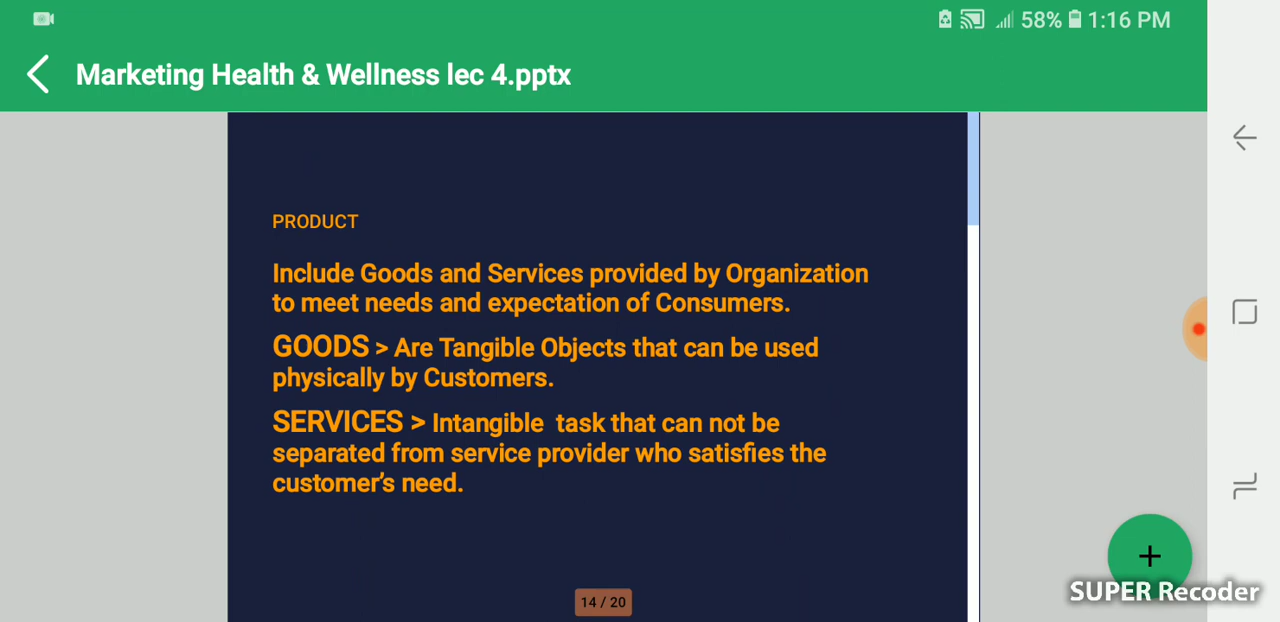 58% 1:16 PM
Marketing Health & Wellness lec 4.pptx
PRODUCT
Include Goods and Services provided by Organization
to meet needs and expectation of Consumers.
GOODS > Are Tangible Objects that can be used
physically by Customers.
SERVICES > Intangible task that can not be
separated from service provider who satisfies the
customer's need.
14 / 20
SUPER Recoder